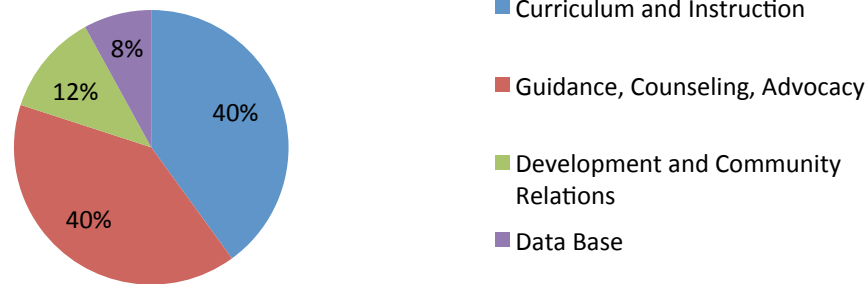 Curriculum and Instruction
8%
12%
40%
Guidance, Counseling, Advocacy
Development and Community
Relations
40%
Data Base